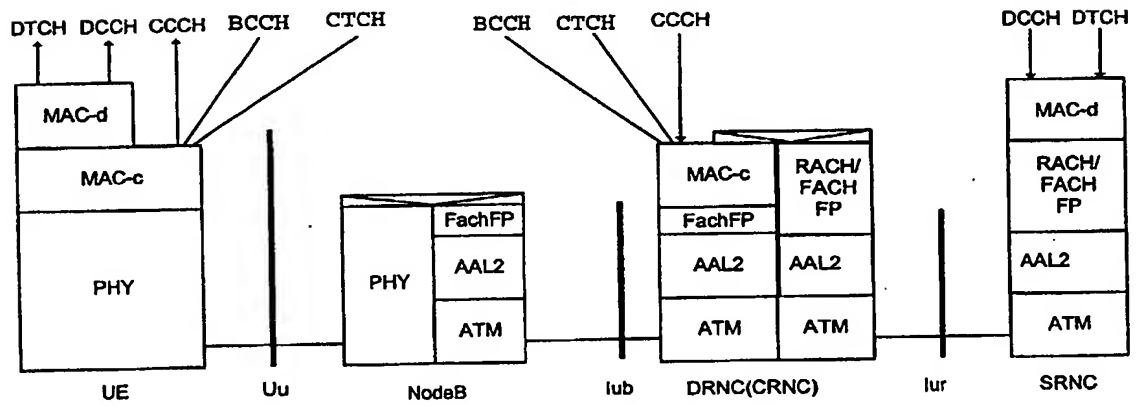 DTCH DCCH CCCH BCCH CTCH BCCH CTCH CCCH DCCH DTCH
MAC-d
MAC-c
PHY
UE
Uu
PHY
FachFP
AAL2
ATM
NodeB
Iub
MAC-c
FachFP
AAL2
ATM
RACH/
FACH
FP
AAL2
ATM
DRNC(CRNC)
Iur
MAC-d
RACH/
FACH
FP
AAL2
ATM
SRNC